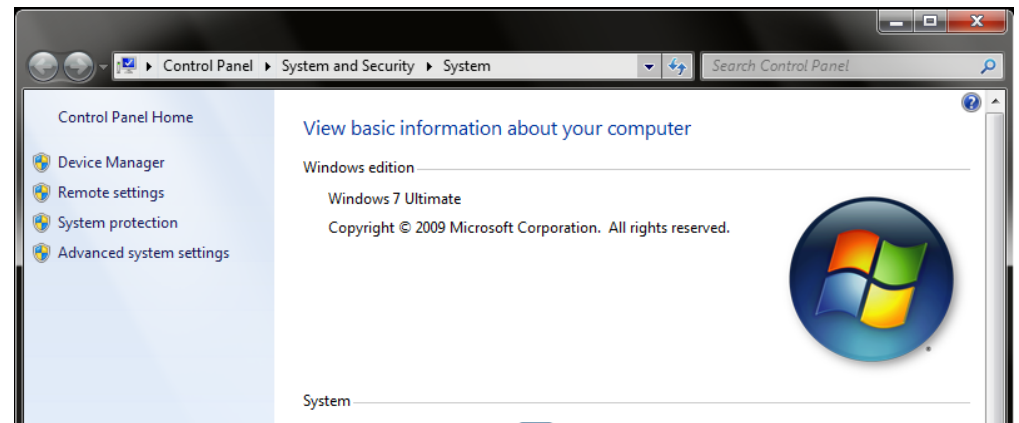 Control Panel ▸ System and Security ▸ System
Search Control Panel
Control Panel Home
Device Manager
Remote settings
System protection
Advanced system settings
View basic information about your computer
Windows edition
Windows 7 Ultimate
Copyright © 2009 Microsoft Corporation. All rights reserved.
System